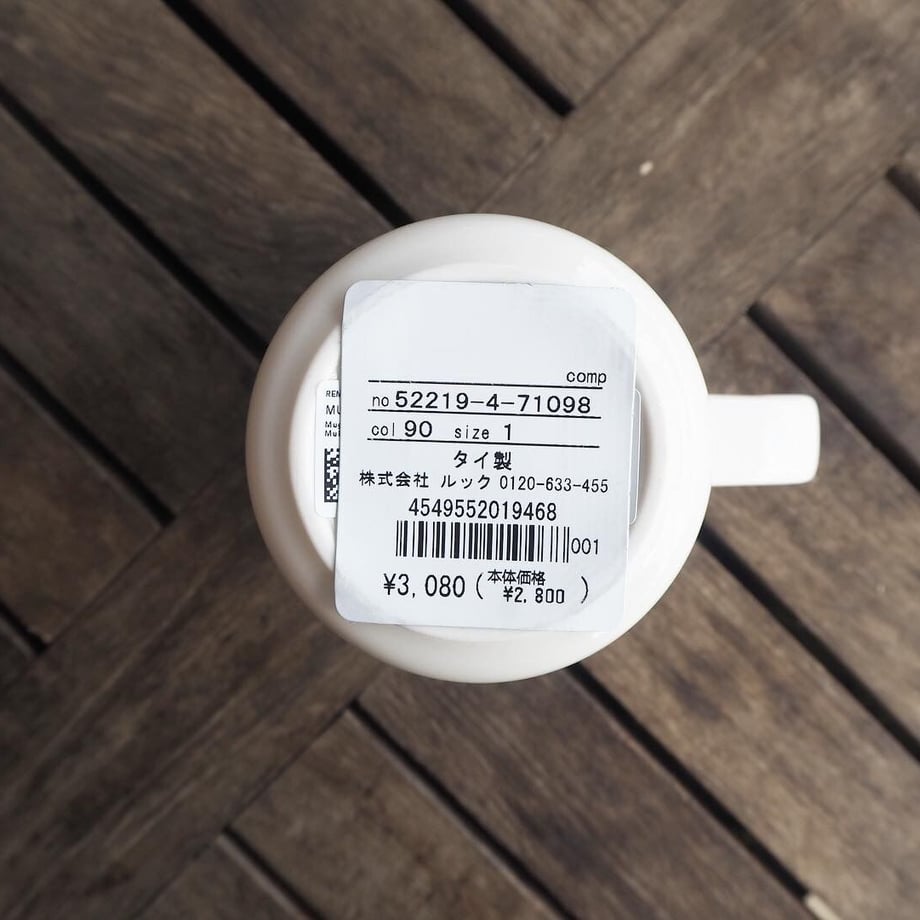 comp
no 52219-4-71098
col 90 size 1
タイ製
株式会社 ルック 0120-633-455
4549552019468
001
¥3,080 ( 本体価格
¥2,800 )